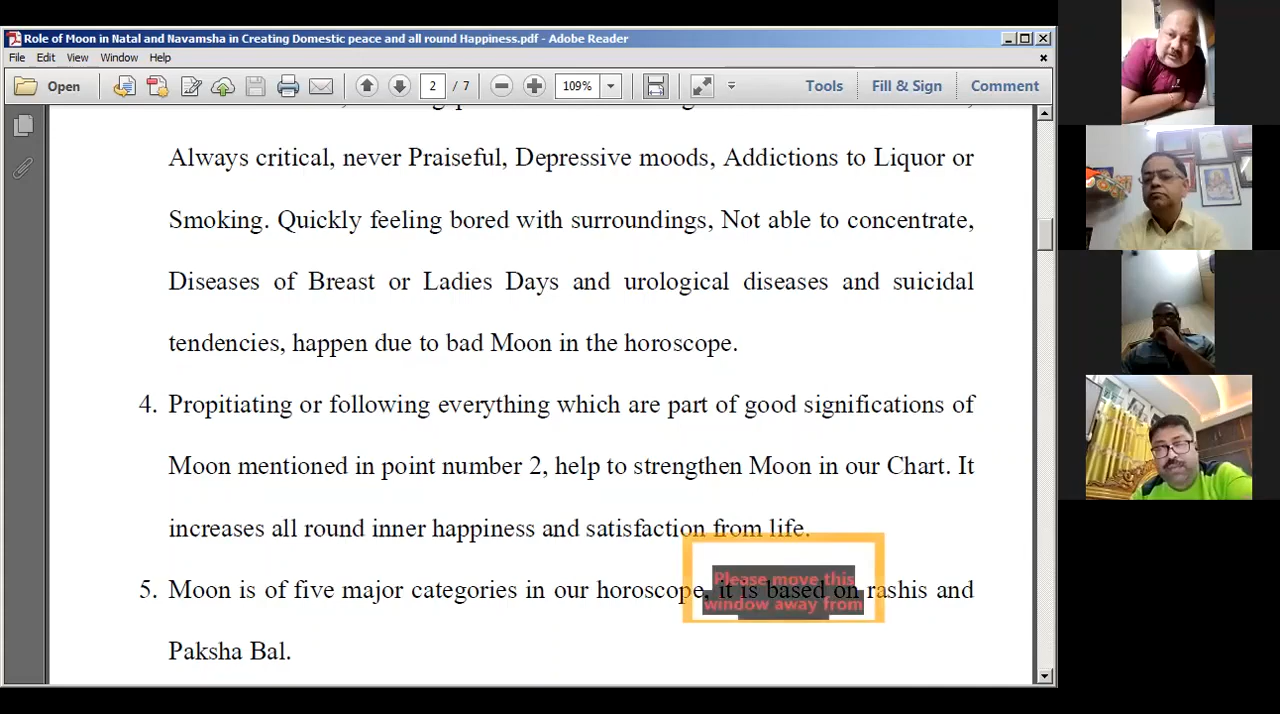 Role of Moon in Natal and Navamsha in Creating Domestic peace and all round Happiness.pdf - Adobe Reader
File Edit View Window Help
Open 2 / 7 109% Tools Fill & Sign Comment
Always critical, never Praiseful, Depressive moods, Addictions to Liquor or
Smoking. Quickly feeling bored with surroundings, Not able to concentrate,
Diseases of Breast or Ladies Days and urological diseases and suicidal
tendencies, happen due to bad Moon in the horoscope.
4. Propitiating or following everything which are part of good significations of
Moon mentioned in point number 2, help to strengthen Moon in our Chart. It
increases all round inner happiness and satisfaction from life.
5. Moon is of five major categories in our horoscope, it is based on rashis and
Please move this
window away from
Paksha Bal.